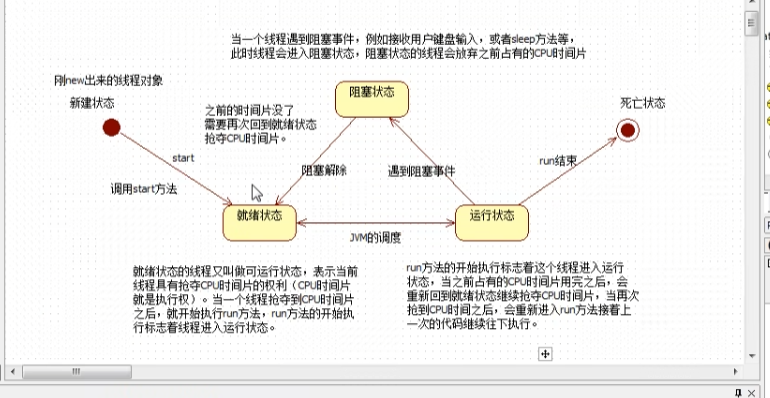 当一个线程遇到阻塞事件，例如接收用户键盘输入，或者sleep方法等，
此时线程会进入阻塞状态，阻塞状态的线程会放弃之前占有的CPU时间片
刚new出来的线程对象
新建状态
阻塞状态
死亡状态
之前的时间片没了
需要再次回到就绪状态
抢夺CPU时间片。
start
run结束
阻塞解除
遇到阻塞事件
调用start方法
就绪状态
运行状态
JVM的调度
就绪状态的线程又叫做可运行状态，表示当前
线程具有抢夺CPU时间片的权利（CPU时间片
就是执行权）。当一个线程抢夺到CPU时间片
之后，就开始执行run方法，run方法的开始执
行标志着线程进入运行状态。
run方法的开始执行标志着这个线程进入运行
状态，当之前占有的CPU时间片用完之后，会
重新回到就绪状态继续抢夺CPU时间片，当再次
抢到CPU时间之后，会重新进入run方法接着上
一次的代码继续往下执行。